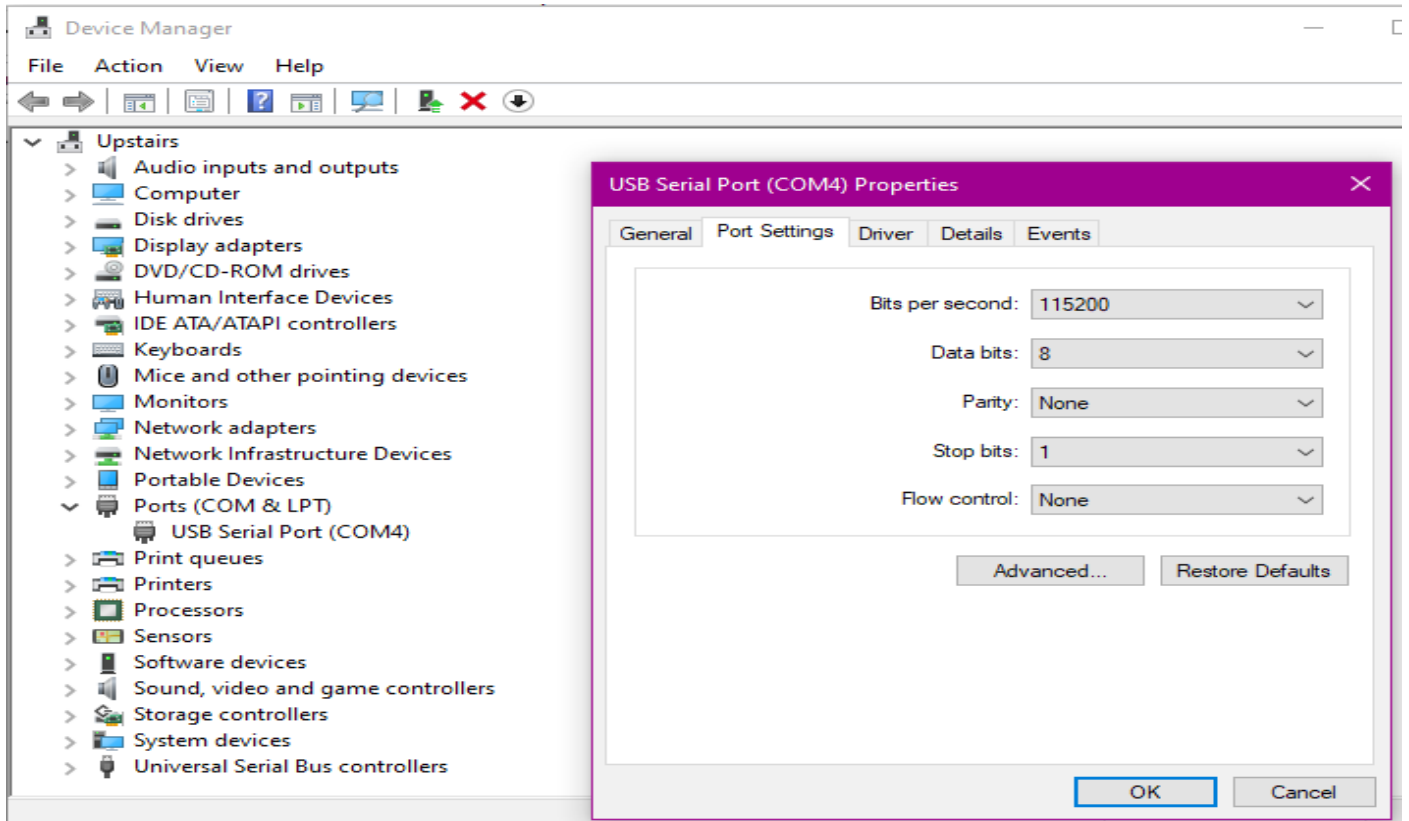 Device Manager
File Action View Help
Upstairs
Audio inputs and outputs
Computer
Disk drives
Display adapters
DVD/CD-ROM drives
Human Interface Devices
IDE ATA/ATAPI controllers
Keyboards
Mice and other pointing devices
Monitors
Network adapters
Network Infrastructure Devices
Portable Devices
Ports (COM & LPT)
USB Serial Port (COM4)
Print queues
Printers
Processors
Sensors
Software devices
Sound, video and game controllers
Storage controllers
System devices
Universal Serial Bus controllers
USB Serial Port (COM4) Properties
General Port Settings Driver Details Events
Bits per second: 115200
Data bits: 8
Parity: None
Stop bits: 1
Flow control: None
Advanced... Restore Defaults
OK Cancel